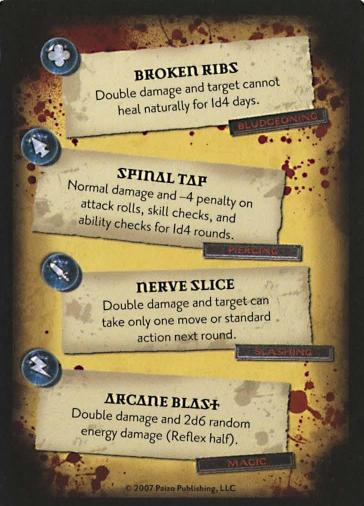 BROKEN RIBS
Double damage and target cannot
heal naturally for 1d4 days.
BLUDGEONING
SPINAL TAP
Normal damage and –4 penalty on
attack rolls, skill checks, and
ability checks for 1d4 rounds.
PIERCING
NERVE SLICE
Double damage and target can
take only one move or standard
action next round.
SLASHING
ARCANE BLAST
Double damage and 2d6 random
energy damage (Reflex half).
MAGIC
© 2007 Paizo Publishing, LLC